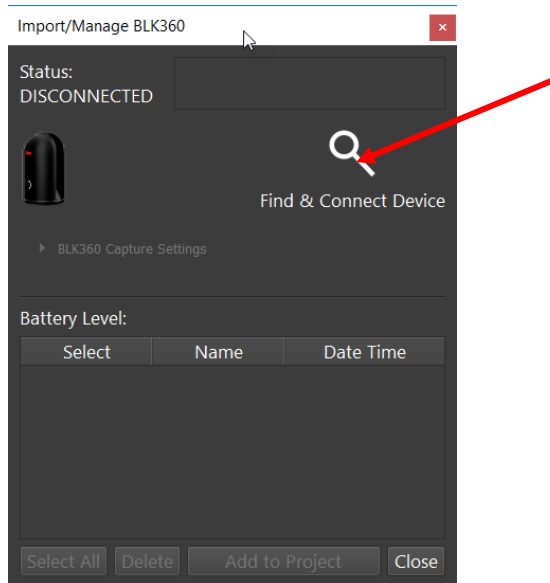 Import/Manage BLK360
Status:
DISCONNECTED
Find & Connect Device
BLK360 Capture Settings
Battery Level:
Select Name Date Time
Select All Delete Add to Project Close